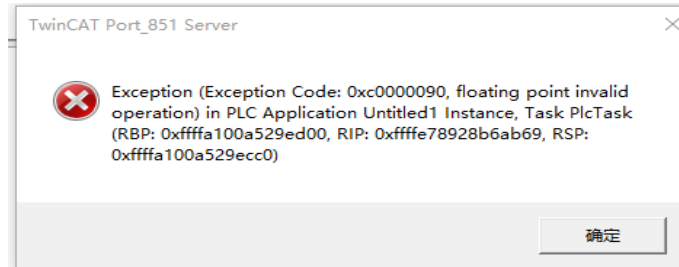 TwinCAT Port_851 Server
Exception (Exception Code: 0xc0000090, floating point invalid
operation) in PLC Application Untitled1 Instance, Task PlcTask
(RBP: 0xffffa100a529ed00, RIP: 0xffffe78928b6ab69, RSP:
0xffffa100a529ecc0)
确定